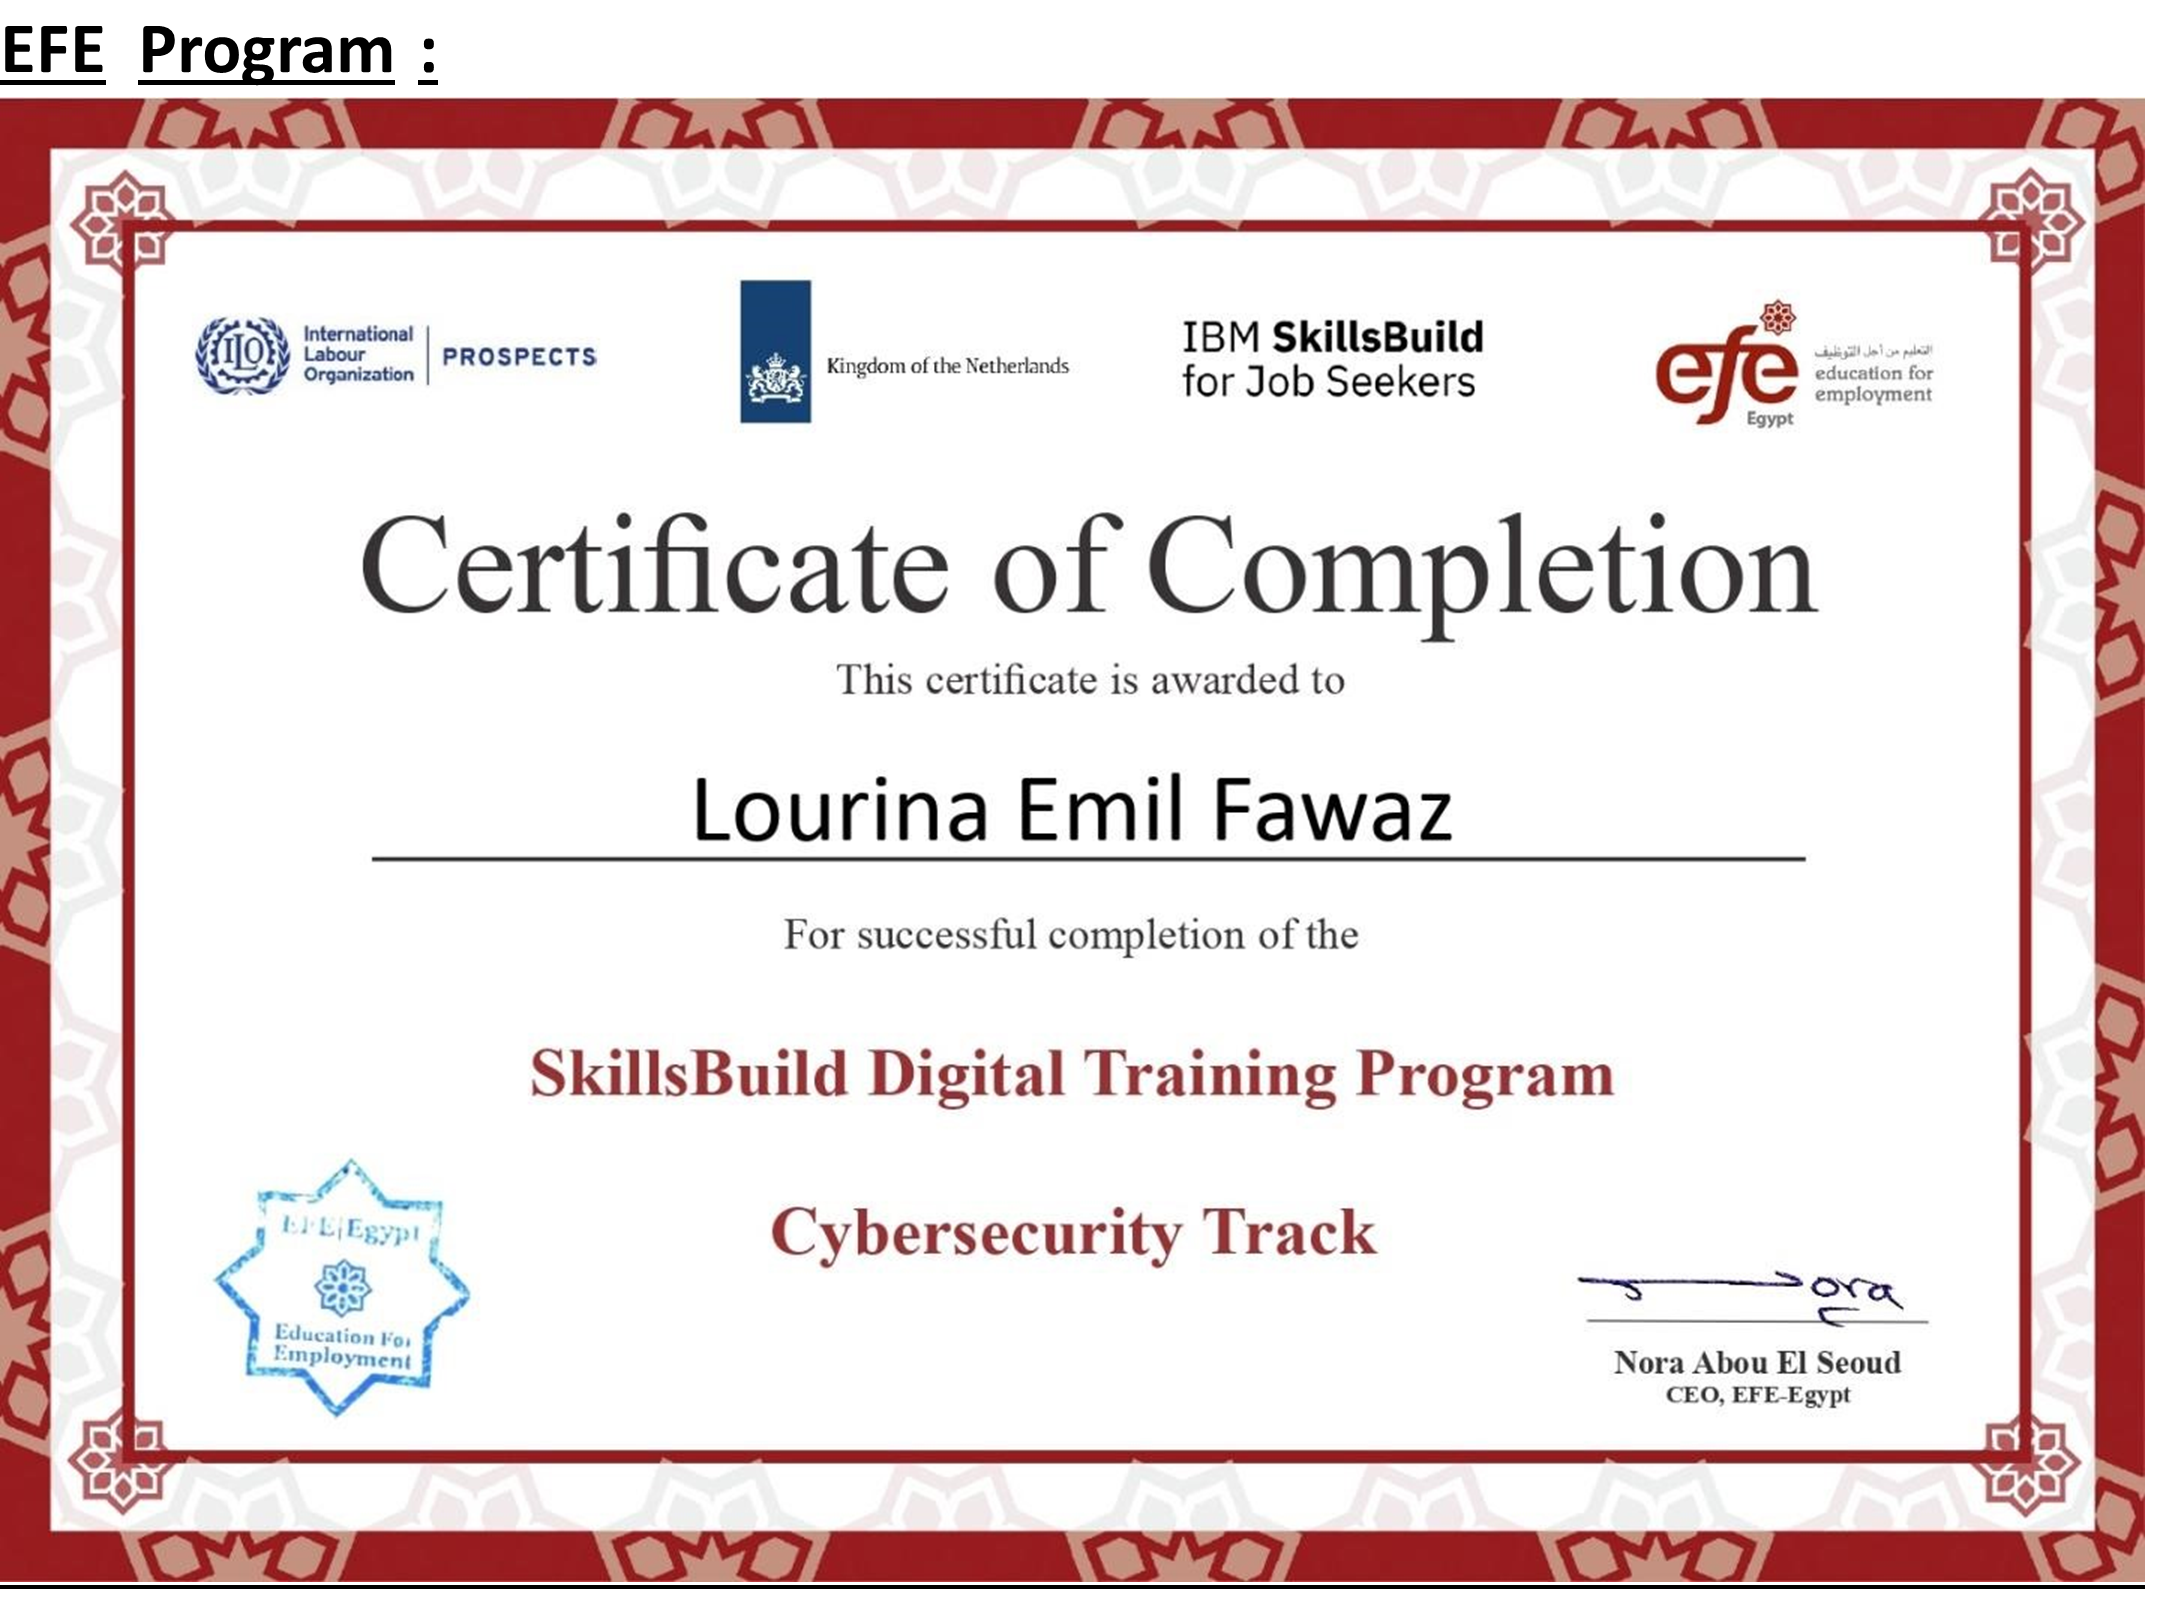 EFE Program :
International
Labour
Organization
PROSPECTS
ILO
Kingdom of the Netherlands
IBM SkillsBuild
for Job Seekers
efe
Egypt
التعليم من أجل التوظيف
education for
employment
Certificate of Completion
This certificate is awarded to
Lourina Emil Fawaz
For successful completion of the
SkillsBuild Digital Training Program
Cybersecurity Track
EFE|Egypt
Education For
Employment
Nora
Nora Abou El Seoud
CEO, EFE-Egypt